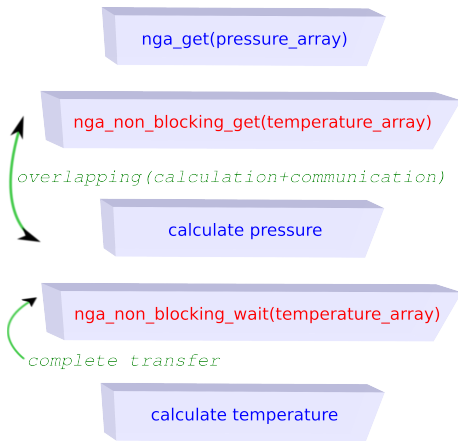 nga_get(pressure_array)
nga_non_blocking_get(temperature_array)
overlapping(calculation+communication)
calculate pressure
nga_non_blocking_wait(temperature_array)
complete transfer
calculate temperature